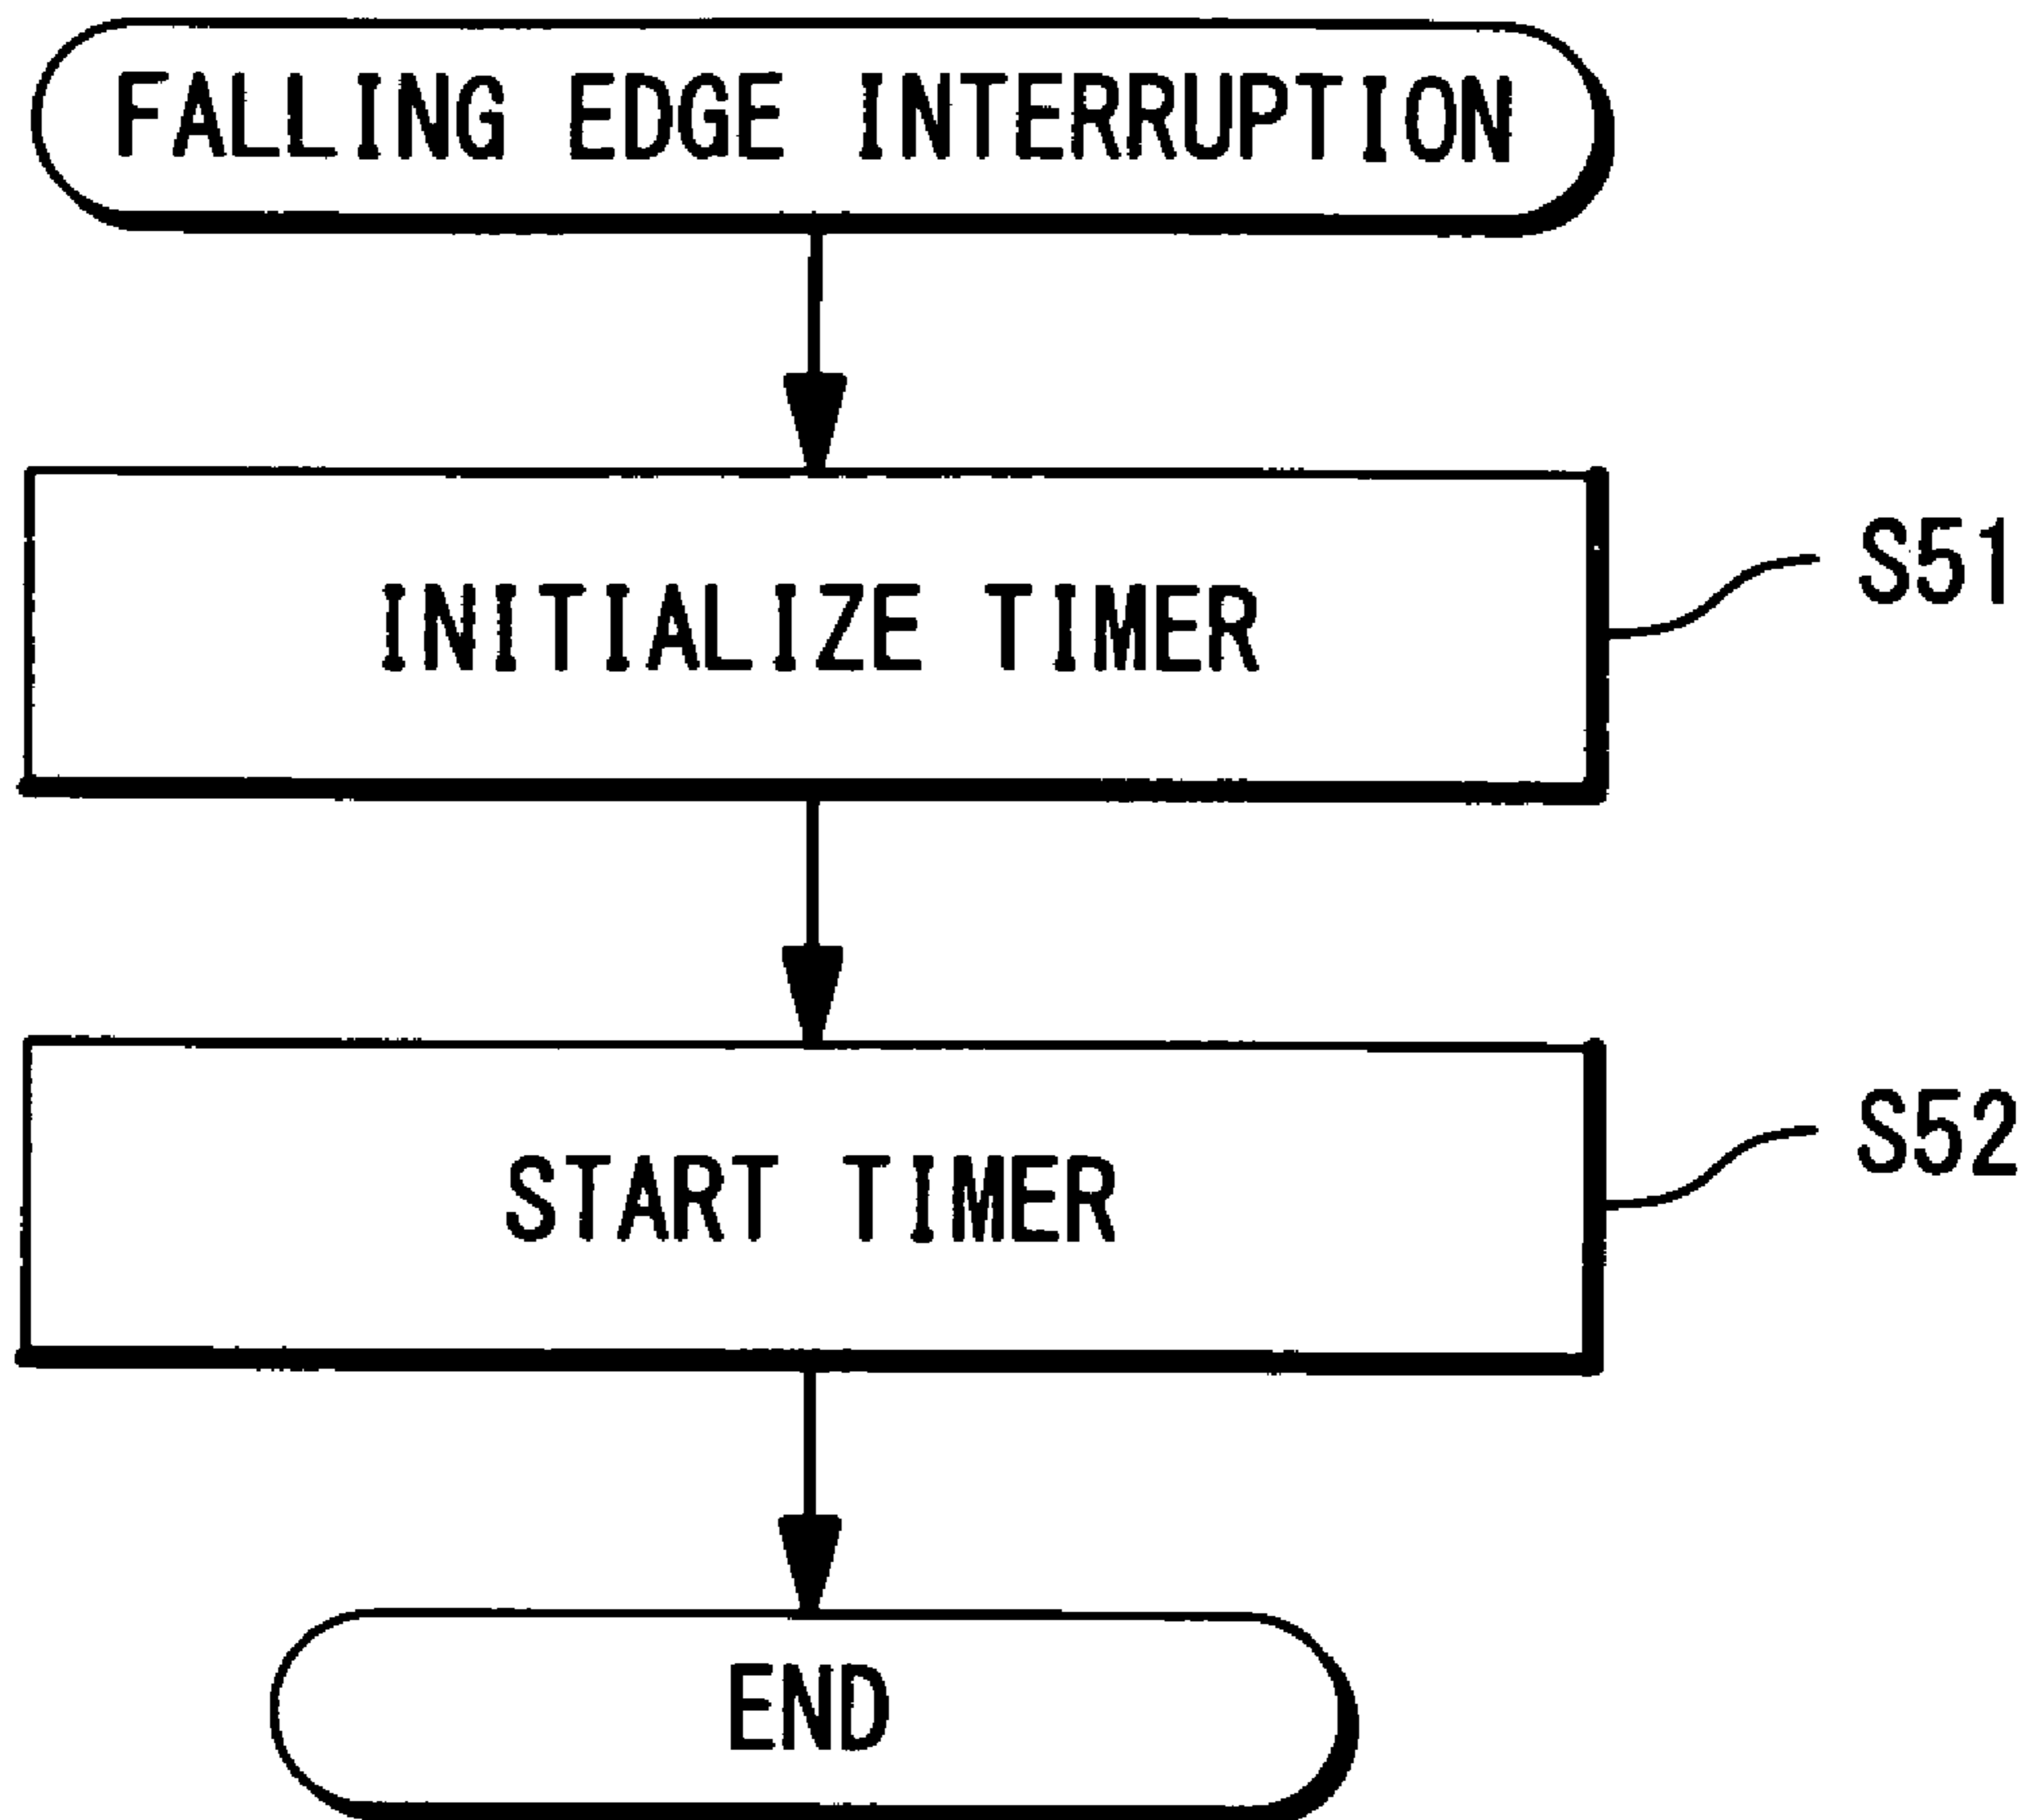 FALLING EDGE INTERRUPTION
INITIALIZE TIMER
S51
START TIMER
S52
END